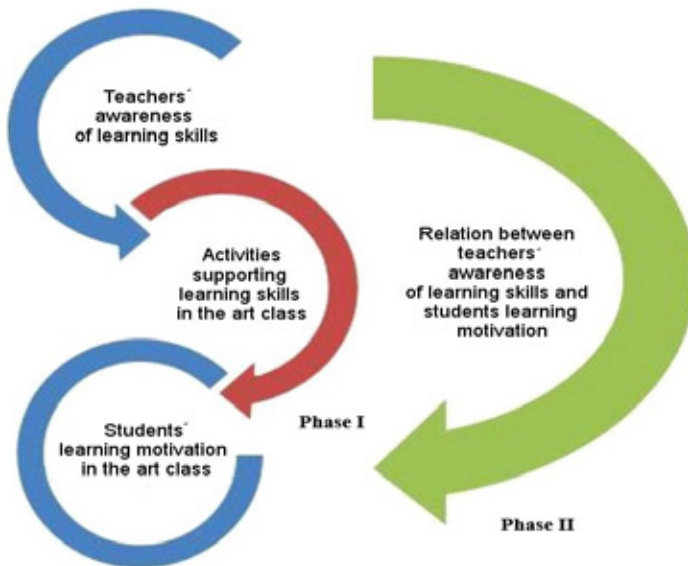 Teachers´
awareness
of learning skills
Activities
supporting
learning skills
in the art class
Students´
learning motivation
in the art class
Phase I
Relation between
teachers´
awareness
of learning skills and
students learning
motivation
Phase II